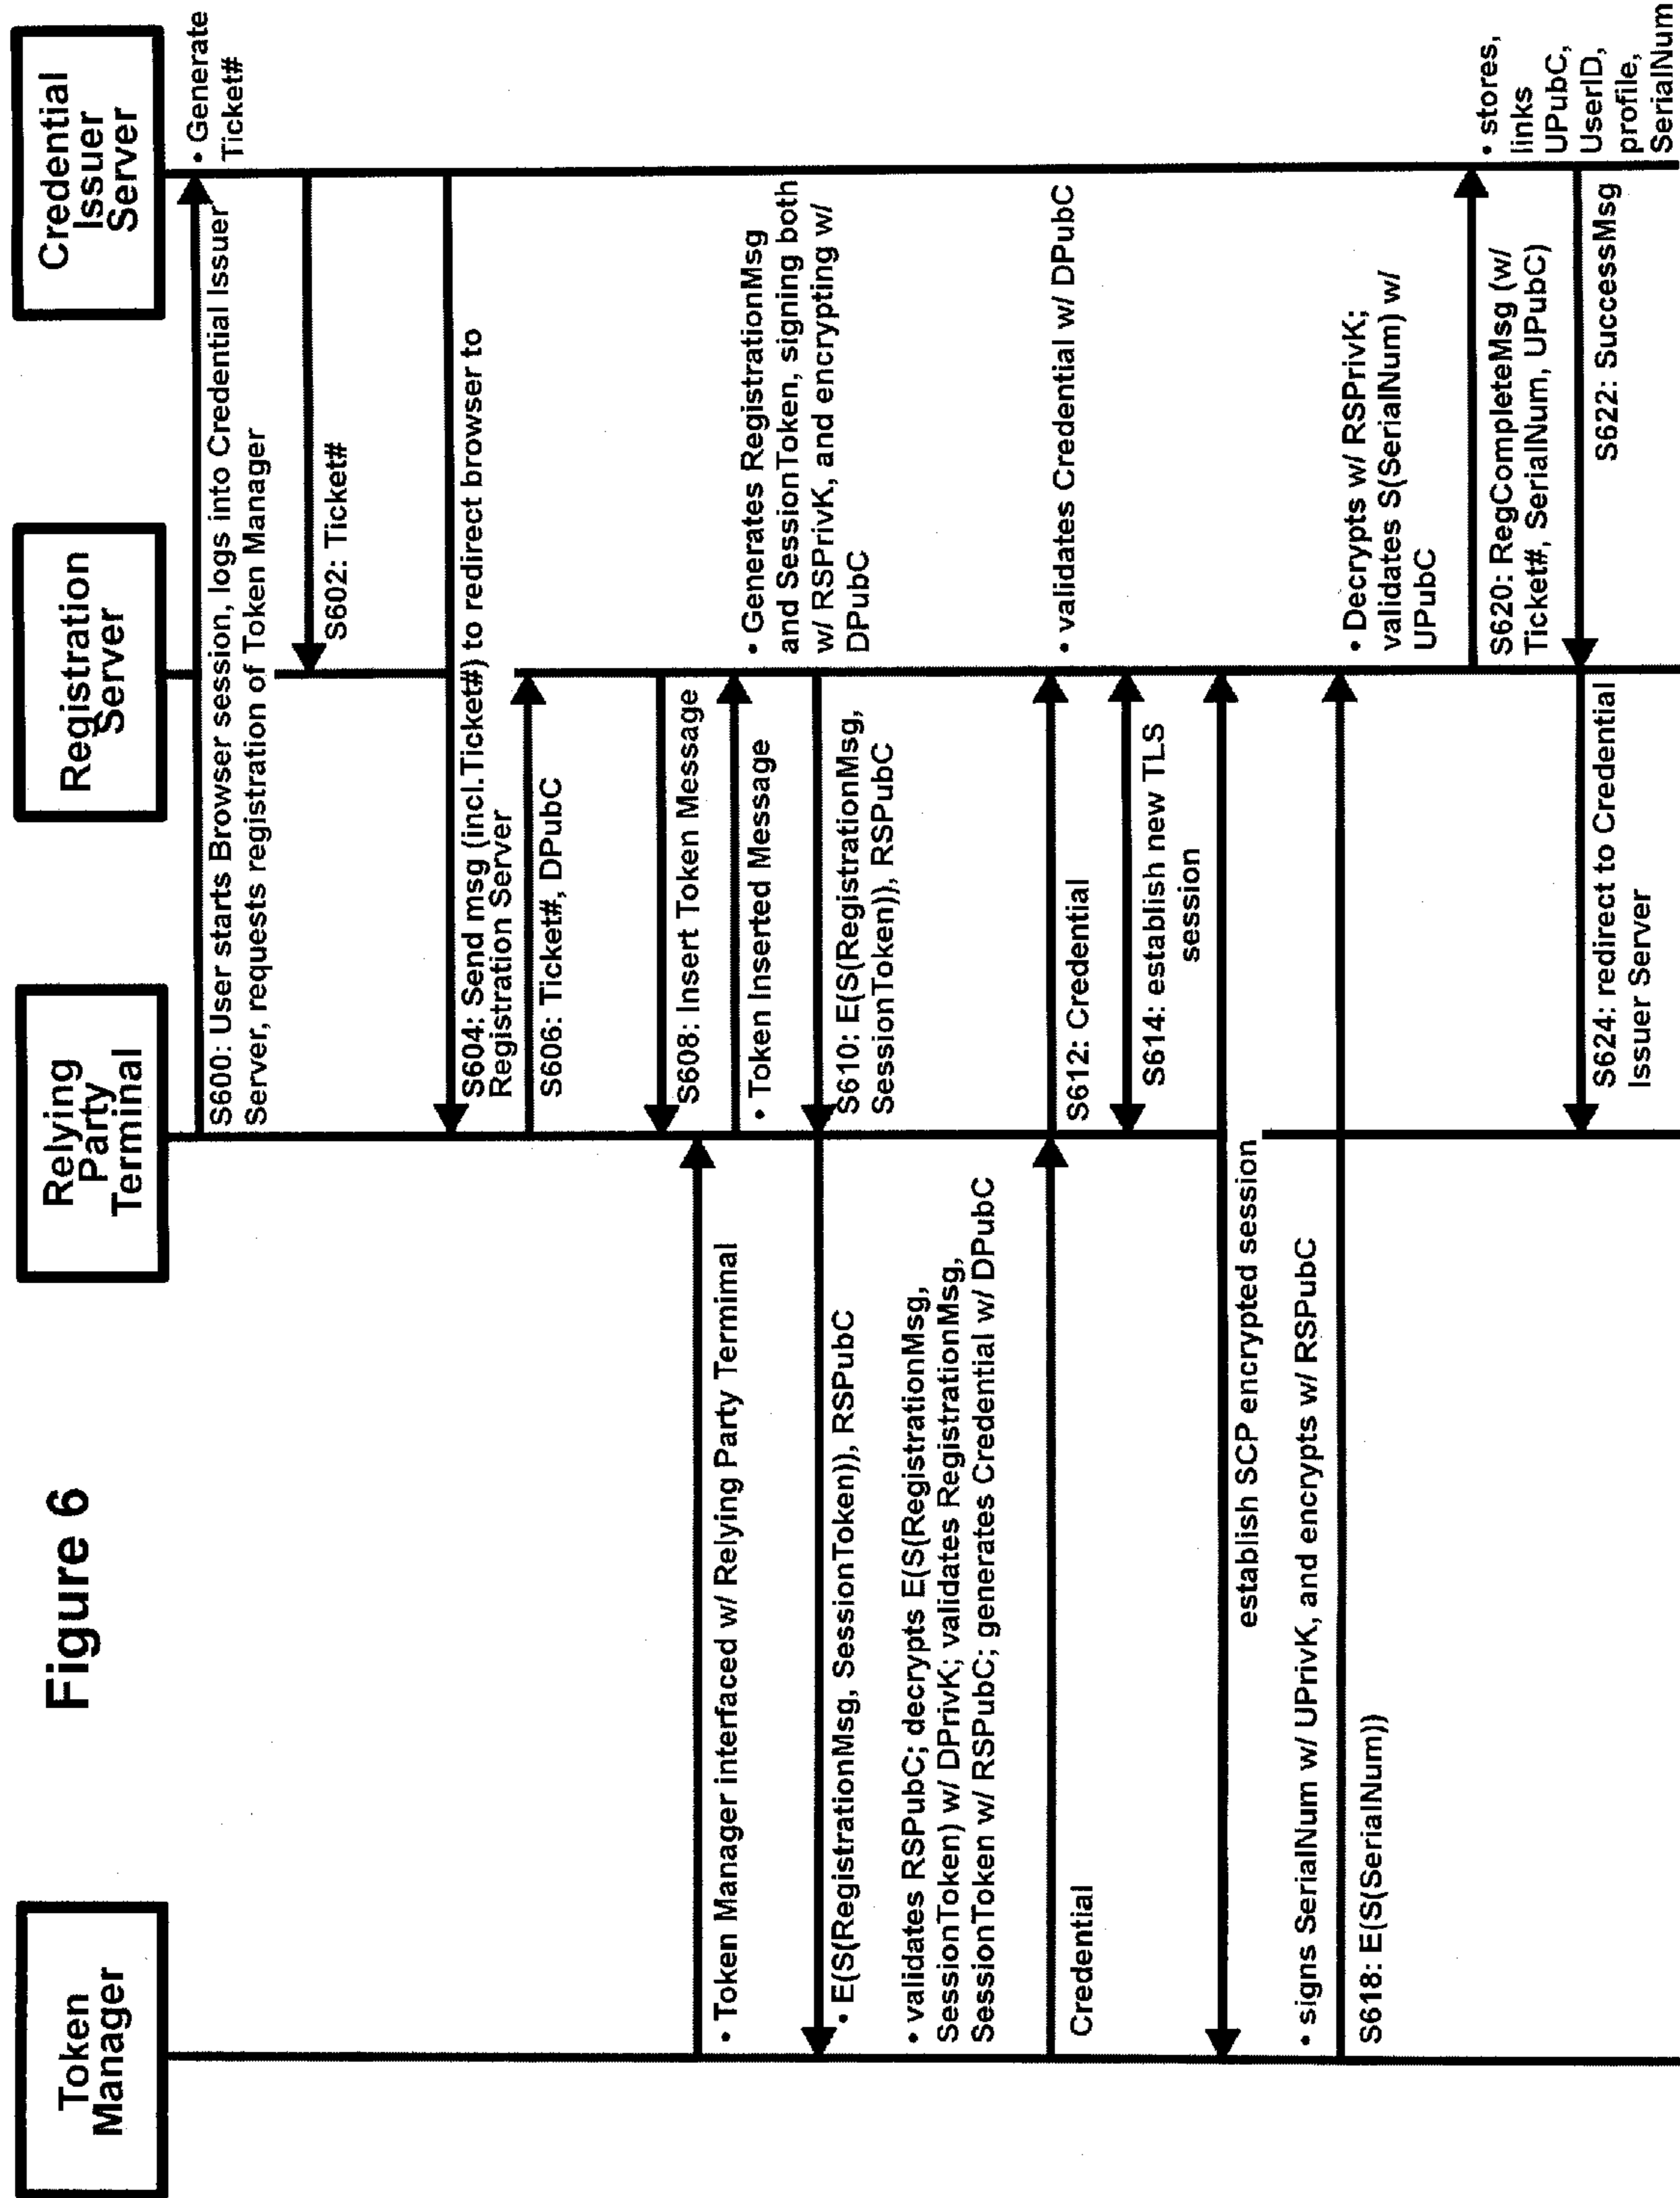 Figure 6
Token
Manager
Relying
Party
Terminal
Registration
Server
Credential
Issuer
Server
S600: User starts Browser session, logs into Credential Issuer
Server, requests registration of Token Manager
• Generate
Ticket#
S602: Ticket#
S604: Send msg (incl.Ticket#) to redirect browser to
Registration Server
S606: Ticket#, DPubC
S608: Insert Token Message
• Token Manager interfaced w/ Relying Party Terminal
• Token Inserted Message
• Generates RegistrationMsg
and SessionToken, signing both
w/ RSPrivK, and encrypting w/
DPubC
S610: E(S(RegistrationMsg,
SessionToken)), RSPubC
• E(S(RegistrationMsg, SessionToken)), RSPubC
• validates RSPubC; decrypts E(S(RegistrationMsg,
SessionToken) w/ DPrivK; validates RegistrationMsg,
SessionToken w/ RSPubC; generates Credential w/ DPubC
Credential
S612: Credential
• validates Credential w/ DPubC
S614: establish new TLS
session
establish SCP encrypted session
• signs SerialNum w/ UPrivK, and encrypts w/ RSPubC
S618: E(S(SerialNum))
• Decrypts w/ RSPrivK;
validates S(SerialNum) w/
UPubC
S620: RegCompleteMsg (w/
Ticket#, SerialNum, UPubC)
• stores,
links
UPubC,
UserID,
profile,
SerialNum
S622: SuccessMsg
S624: redirect to Credential
Issuer Server